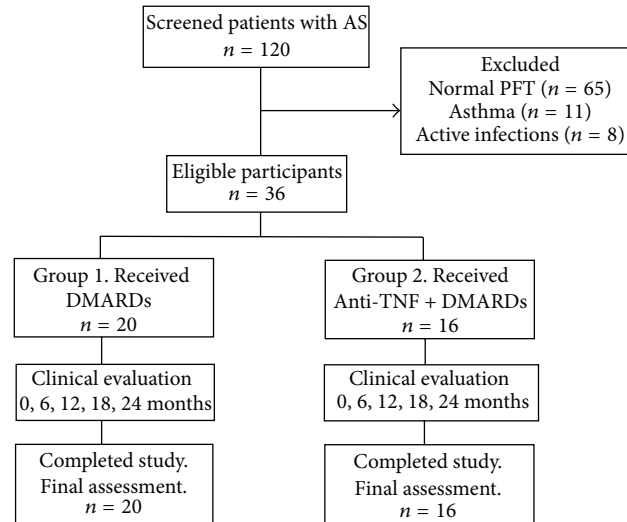 Screened patients with AS
n = 120
Excluded
Normal PFT (n = 65)
Asthma (n = 11)
Active infections (n = 8)
Eligible participants
n = 36
Group 1. Received
DMARDs
n = 20
Group 2. Received
Anti-TNF + DMARDs
n = 16
Clinical evaluation
0, 6, 12, 18, 24 months
Clinical evaluation
0, 6, 12, 18, 24 months
Completed study.
Final assessment.
n = 20
Completed study.
Final assessment.
n = 16